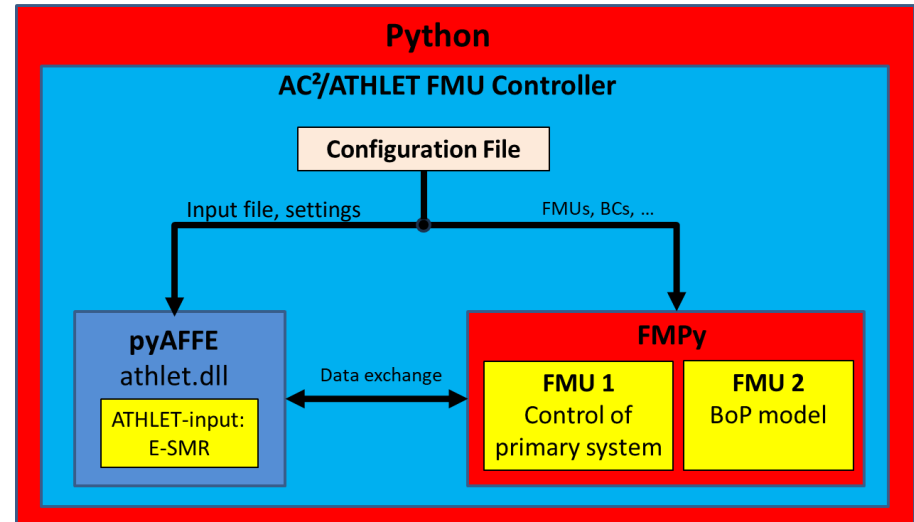 Python
AC²/ATHLET FMU Controller
Configuration File
Input file, settings
FMUs, BCs, ...
pyAFFE
athlet.dll
ATHLET-input:
E-SMR
Data exchange
FMPy
FMU 1
Control of
primary system
FMU 2
BoP model